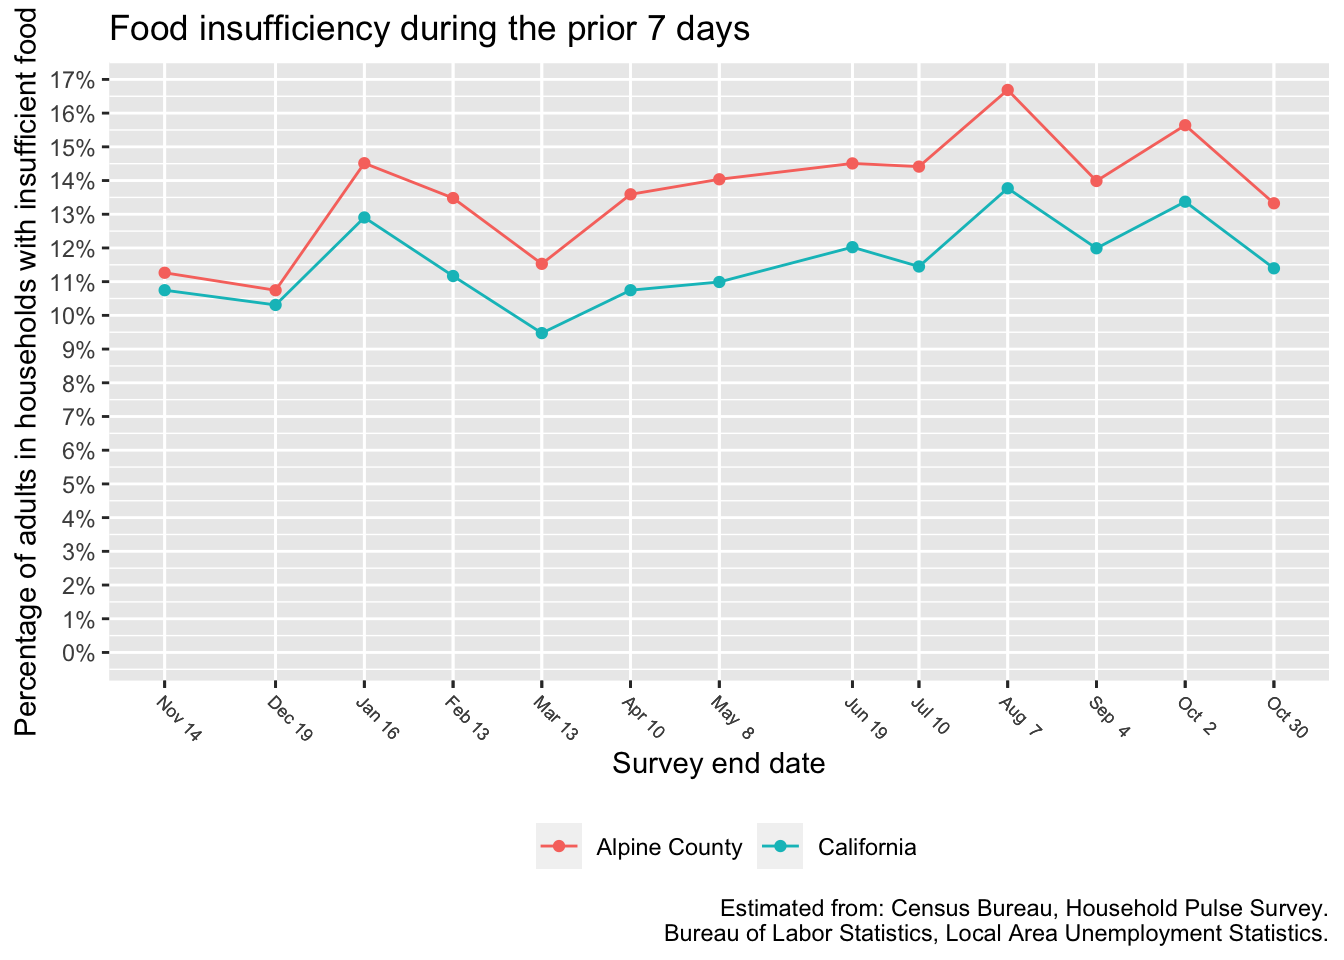 Food insufficiency during the prior 7 days
Percentage of adults in households with insufficient food
17%
16%
15%
14%
13%
12%
11%
10%
9%
8%
7%
6%
5%
4%
3%
2%
1%
0%
Nov 14
Dec 19
Jan 16
Feb 13
Mar 13
Apr 10
May 8
Jun 19
Jul 10
Aug 7
Sep 4
Oct 2
Oct 30
Survey end date
Alpine County
California
Estimated from: Census Bureau, Household Pulse Survey.
Bureau of Labor Statistics, Local Area Unemployment Statistics.